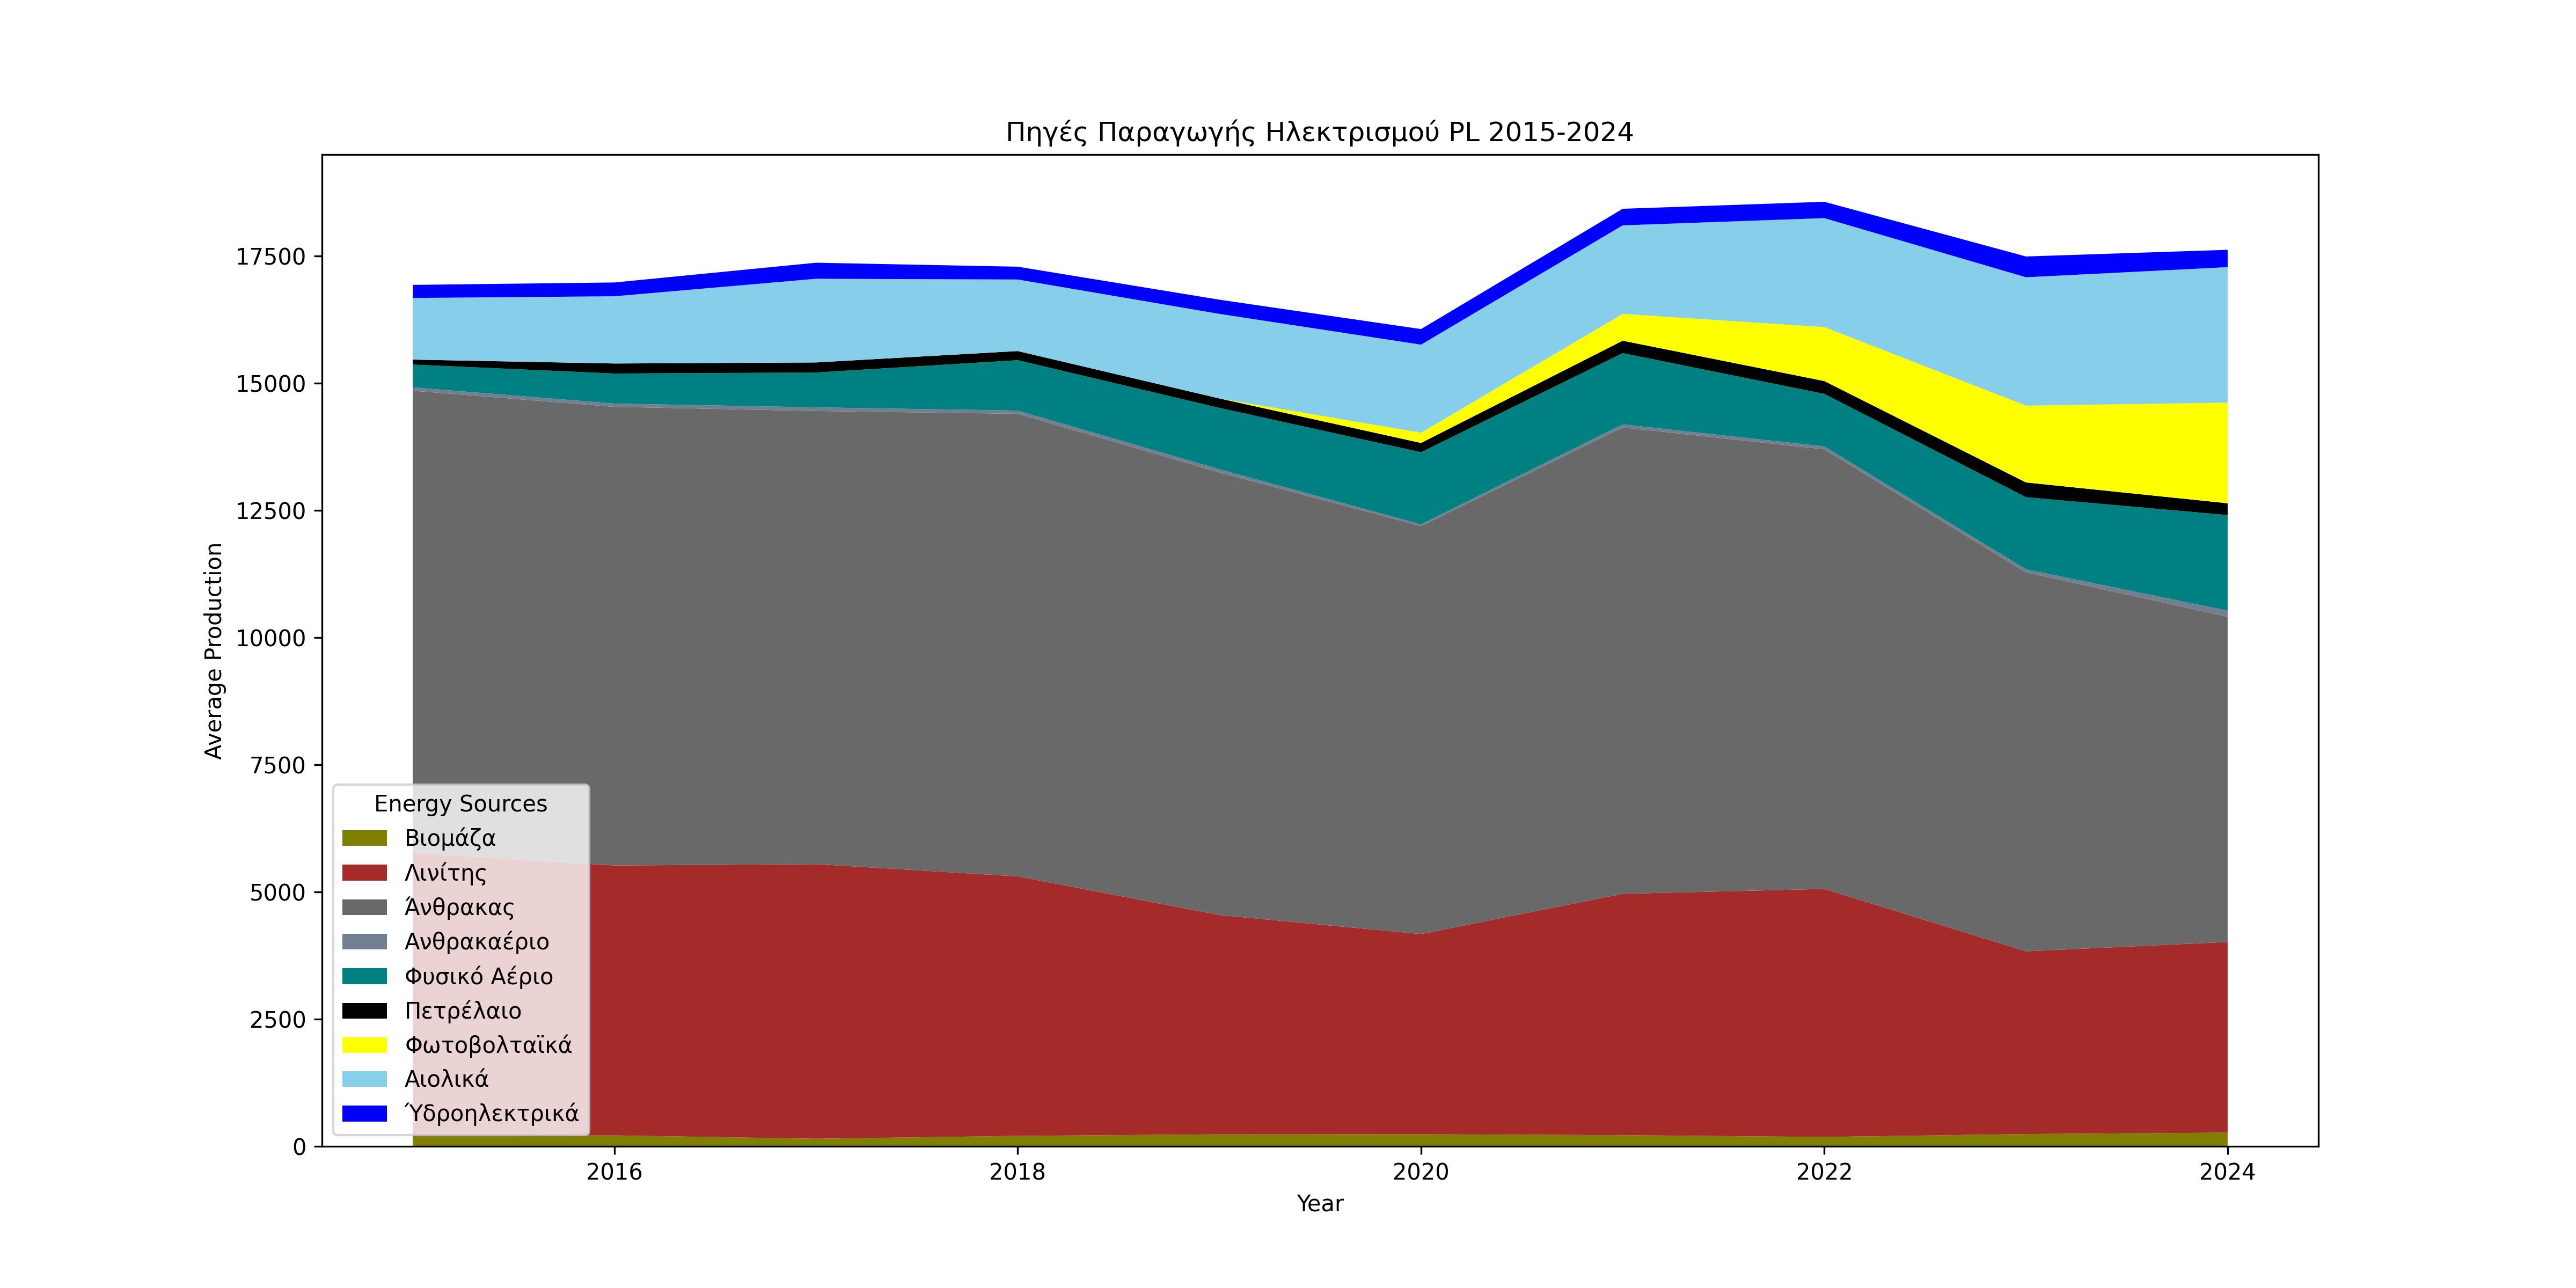 Πηγές Παραγωγής Ηλεκτρισμού PL 2015-2024
17500
15000
12500
10000
7500
5000
2500
0
Average Production
Energy Sources
Βιομάζα
Λινίτης
Άνθρακας
Ανθρακαέριο
Φυσικό Αέριο
Πετρέλαιο
Φωτοβολταϊκά
Αιολικά
Ύδροηλεκτρικά
2016 2018 2020 2022 2024
Year